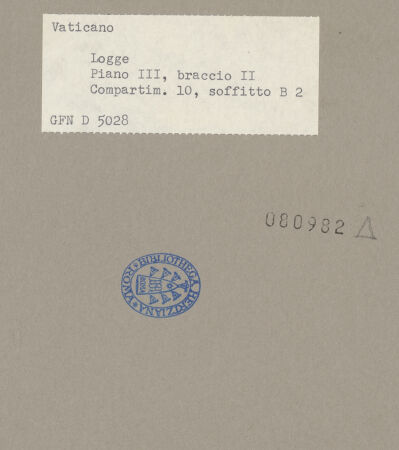 Vaticano
Logge
Piano III, braccio II
Compartim. 10, soffitto B 2
GFN D 5028
080982 Δ
BIBLIOTHECA HERTZIANA ROMA